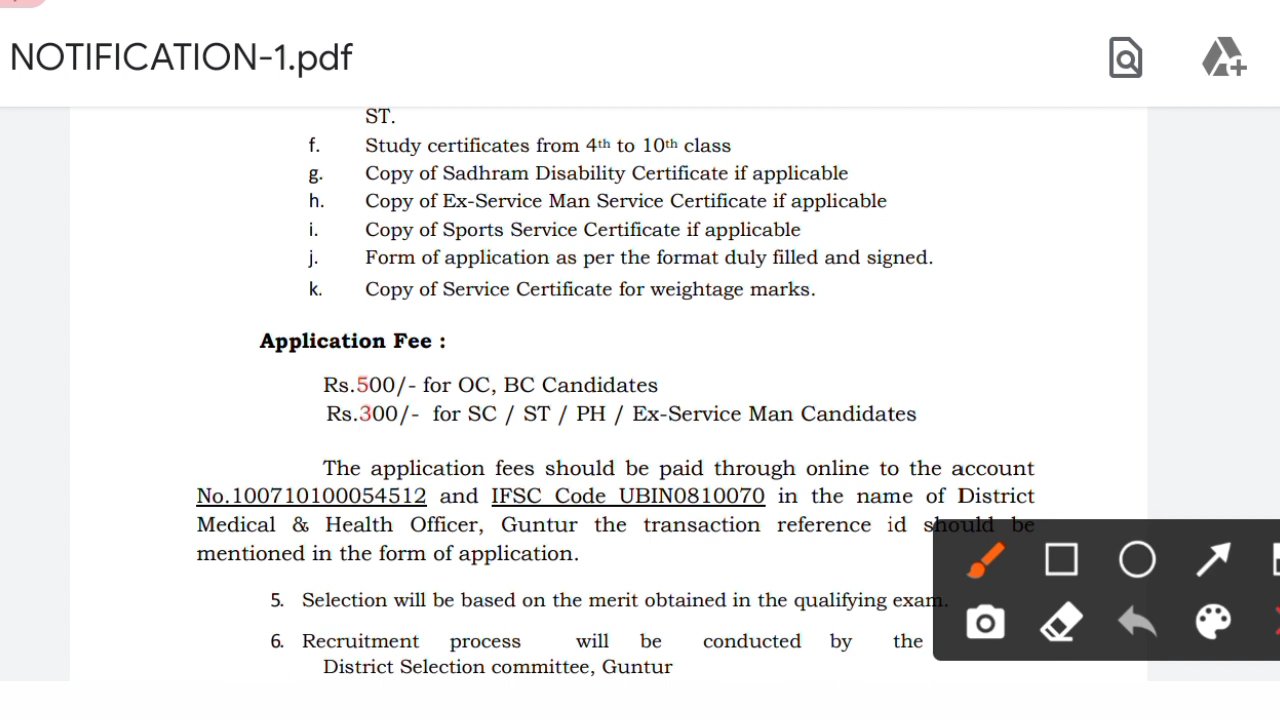 NOTIFICATION-1.pdf
ST.
f. Study certificates from 4th to 10th class
g. Copy of Sadhram Disability Certificate if applicable
h. Copy of Ex-Service Man Service Certificate if applicable
i. Copy of Sports Service Certificate if applicable
j. Form of application as per the format duly filled and signed.
k. Copy of Service Certificate for weightage marks.
Application Fee :
Rs.500/- for OC, BC Candidates
Rs.300/- for SC / ST / PH / Ex-Service Man Candidates
The application fees should be paid through online to the account
No.100710100054512 and IFSC Code UBIN0810070 in the name of District
Medical & Health Officer, Guntur the transaction reference id should be
mentioned in the form of application.
5. Selection will be based on the merit obtained in the qualifying exam.
6. Recruitment process will be conducted by the
District Selection committee, Guntur